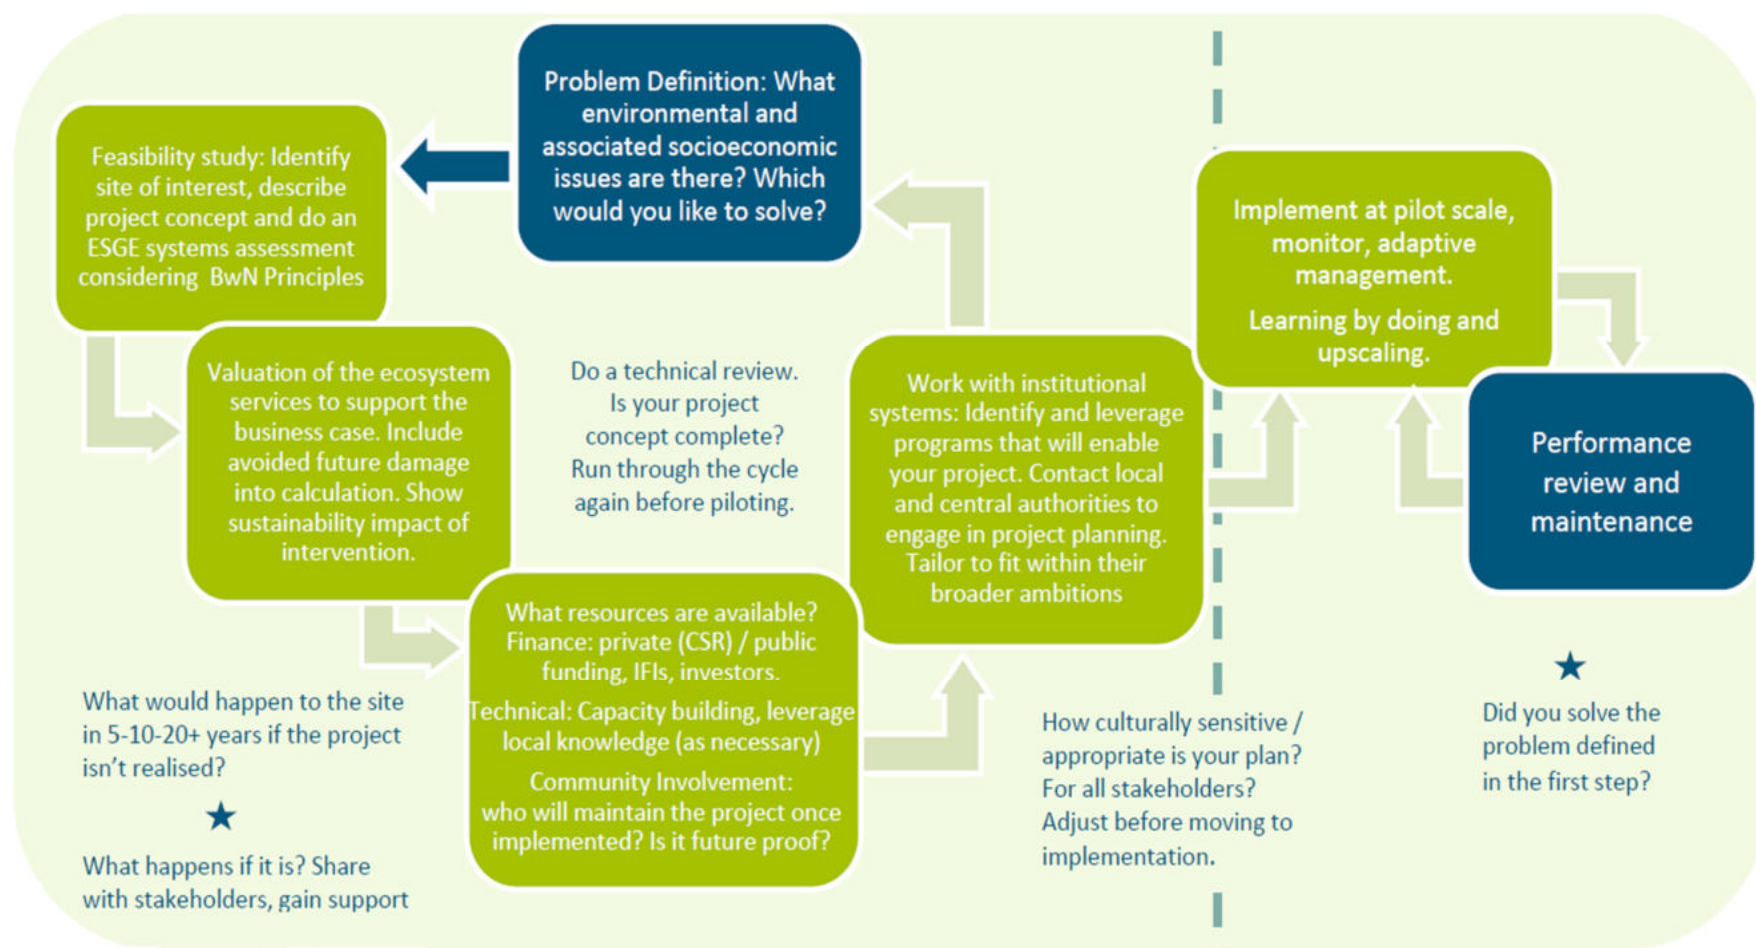 Problem Definition: What
environmental and
associated socioeconomic
issues are there? Which
would you like to solve?
Feasibility study: Identify
site of interest, describe
project concept and do an
ESGE systems assessment
considering BwN Principles
Valuation of the ecosystem
services to support the
business case. Include
avoided future damage
into calculation. Show
sustainability impact of
intervention.
What resources are available?
Finance: private (CSR) / public
funding, IFIs, investors.
Technical: Capacity building, leverage
local knowledge (as necessary)
Community Involvement:
who will maintain the project once
implemented? Is it future proof?
Work with institutional
systems: Identify and leverage
programs that will enable
your project. Contact local
and central authorities to
engage in project planning.
Tailor to fit within their
broader ambitions
Do a technical review.
Is your project
concept complete?
Run through the cycle
again before piloting.
Implement at pilot scale,
monitor, adaptive
management.
Learning by doing and
upscaling.
Performance
review and
maintenance
What would happen to the site
in 5-10-20+ years if the project
isn't realised?
What happens if it is? Share
with stakeholders, gain support
How culturally sensitive /
appropriate is your plan?
For all stakeholders?
Adjust before moving to
implementation.
Did you solve the
problem defined
in the first step?